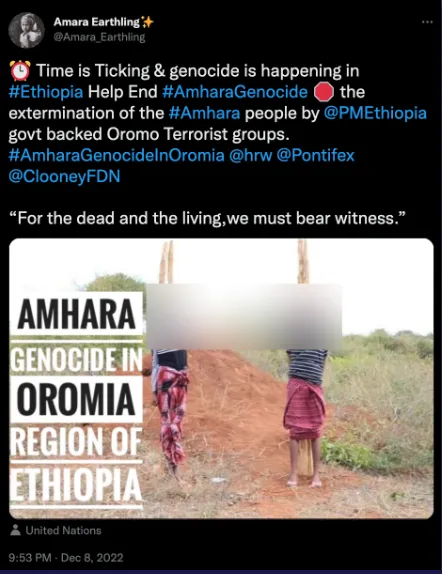 Amara Earthling✨
@Amara_Earthling
⏰ Time is Ticking & genocide is happening in
#Ethiopia Help End #AmharaGenocide 🛑 the
extermination of the #Amhara people by @PMEthiopia
govt backed Oromo Terrorist groups.
#AmharaGenocideInOromia @hrw @Pontifex
@ClooneyFDN
“For the dead and the living,we must bear witness.”
AMHARA
GENOCIDE IN
OROMIA
REGION OF
ETHIOPIA
United Nations
9:53 PM · Dec 8, 2022